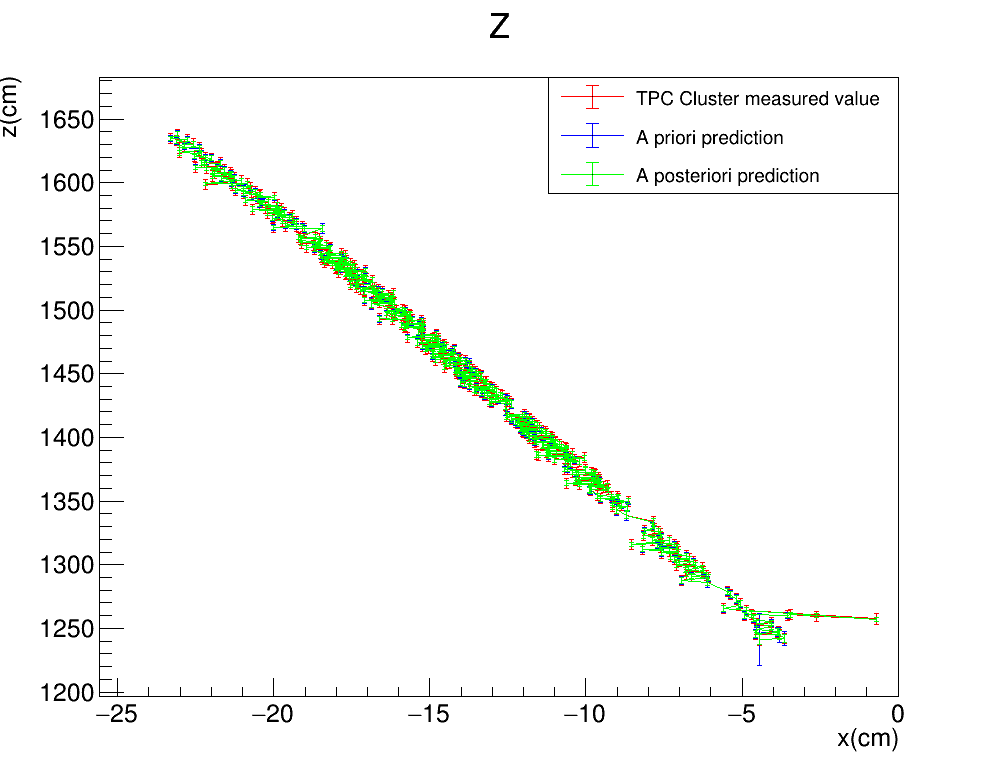 Z
z(cm)
TPC Cluster measured value
A priori prediction
A posteriori prediction
1650
1600
1550
1500
1450
1400
1350
1300
1250
1200
−25 −20 −15 −10 −5 0
x(cm)